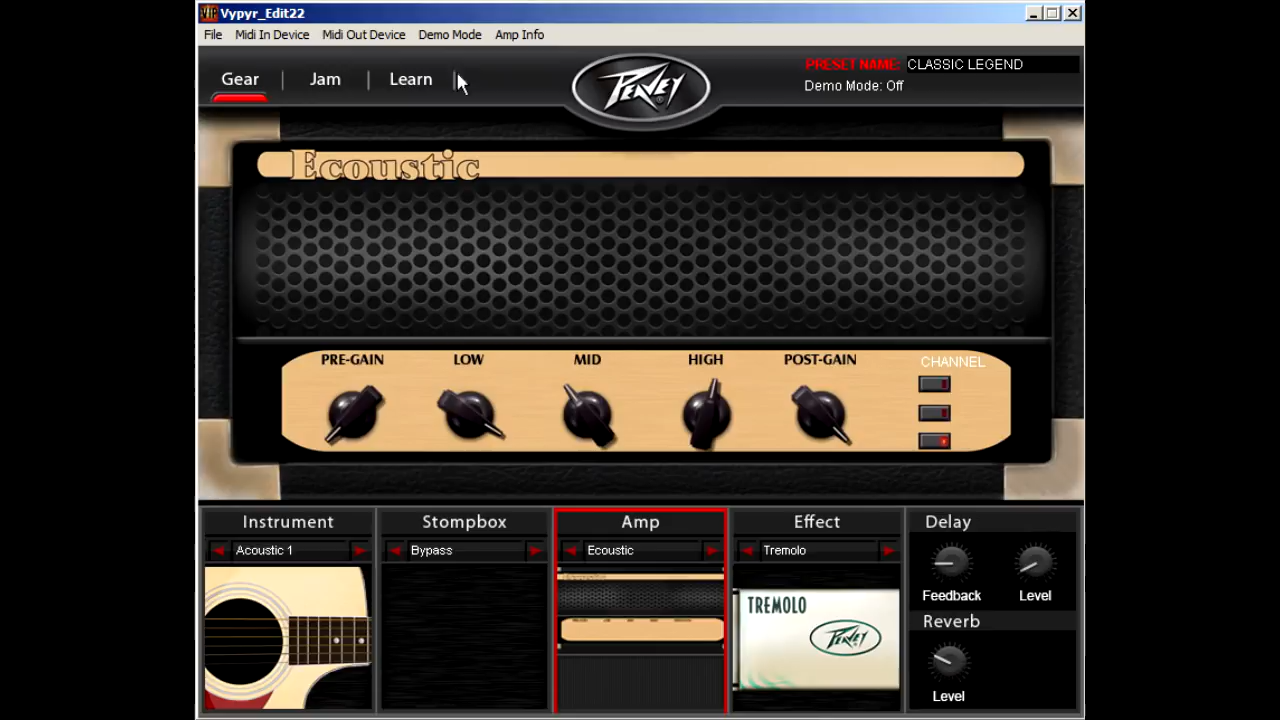 VIP Vypyr_Edit22
File Midi In Device Midi Out Device Demo Mode Amp Info
Gear | Jam | Learn |
PEAVEY
PRESET NAME: CLASSIC LEGEND
Demo Mode: Off
Ecoustic
PRE-GAIN LOW MID HIGH POST-GAIN CHANNEL
Instrument Stompbox Amp Effect Delay
Acoustic 1 Bypass Ecoustic Tremolo
Feedback Level
TREMOLO
PEAVEY
Reverb
Level